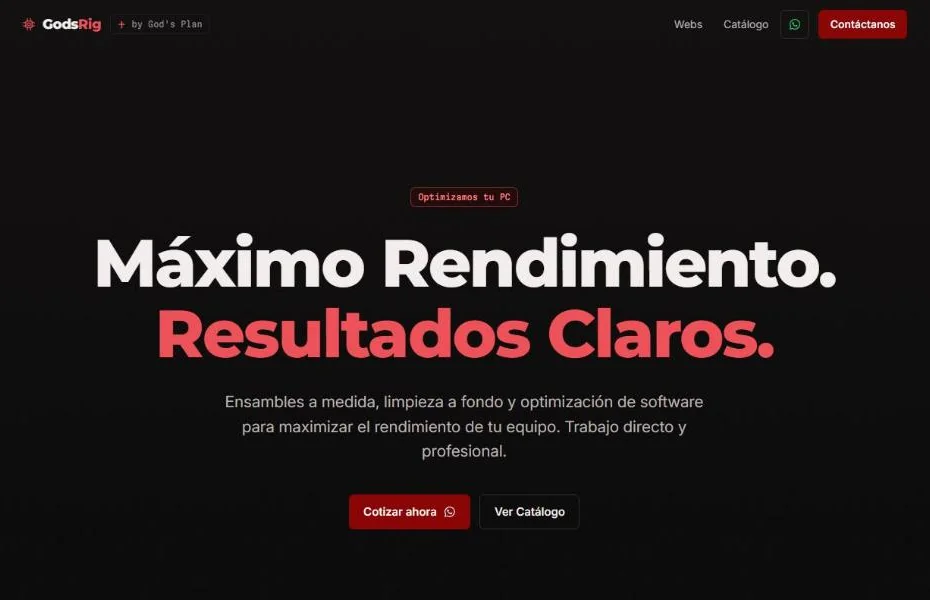 GodsRig
+ by God's Plan
Webs
Catálogo
Contáctanos
Optimizamos tu PC
Máximo Rendimiento.
Resultados Claros.
Ensambles a medida, limpieza a fondo y optimización de software
para maximizar el rendimiento de tu equipo. Trabajo directo y
profesional.
Cotizar ahora
Ver Catálogo